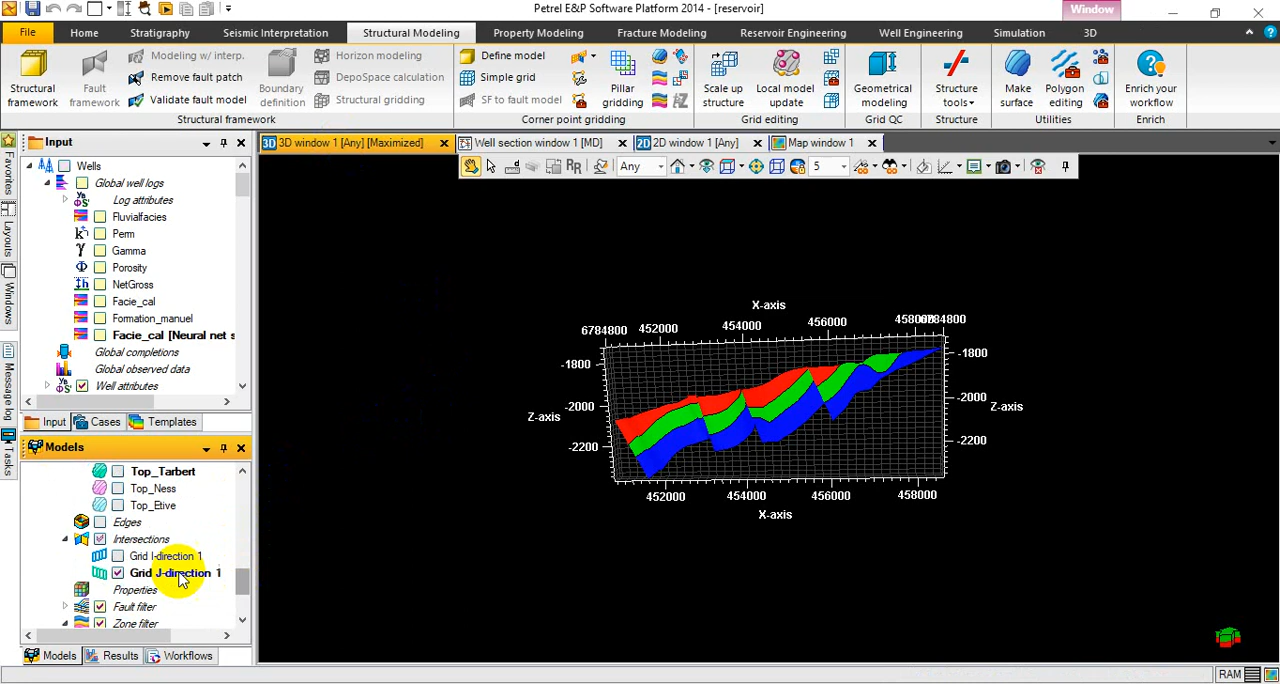 Petrel E&P Software Platform 2014 - [reservoir]
Window
File
Home
Stratigraphy
Seismic Interpretation
Structural Modeling
Property Modeling
Fracture Modeling
Reservoir Engineering
Well Engineering
Simulation
3D
Structural framework
Fault framework
Modeling w/ interp.
Remove fault patch
Validate fault model
Boundary definition
Horizon modeling
DepoSpace calculation
Structural gridding
Structural framework
Define model
Simple grid
SF to fault model
Pillar gridding
Corner point gridding
Scale up structure
Local model update
Grid editing
Geometrical modeling
Grid QC
Structure tools
Structure
Make surface
Polygon editing
Utilities
Enrich your workflow
Enrich
Favorites
Layouts
Windows
Message log
Tasks
Input
Wells
Global well logs
Log attributes
Fluvialfacies
Perm
Gamma
Porosity
NetGross
Facie_cal
Formation_manuel
Facie_cal [Neural net s
Global completions
Global observed data
Well attributes
Input
Cases
Templates
Models
Top_Tarbert
Top_Ness
Top_Etive
Edges
Intersections
Grid I-direction 1
Grid J-direction 1
Properties
Fault filter
Zone filter
Models
Results
Workflows
3D window 1 [Any] [Maximized]
Well section window 1 [MD]
2D window 1 [Any]
Map window 1
Any
5
X-axis
6784800 452000 454000 456000
-1800
-2000
-2200
Z-axis
-1800
-2000
-2200
Z-axis
452000 454000 456000 458000
X-axis
RAM